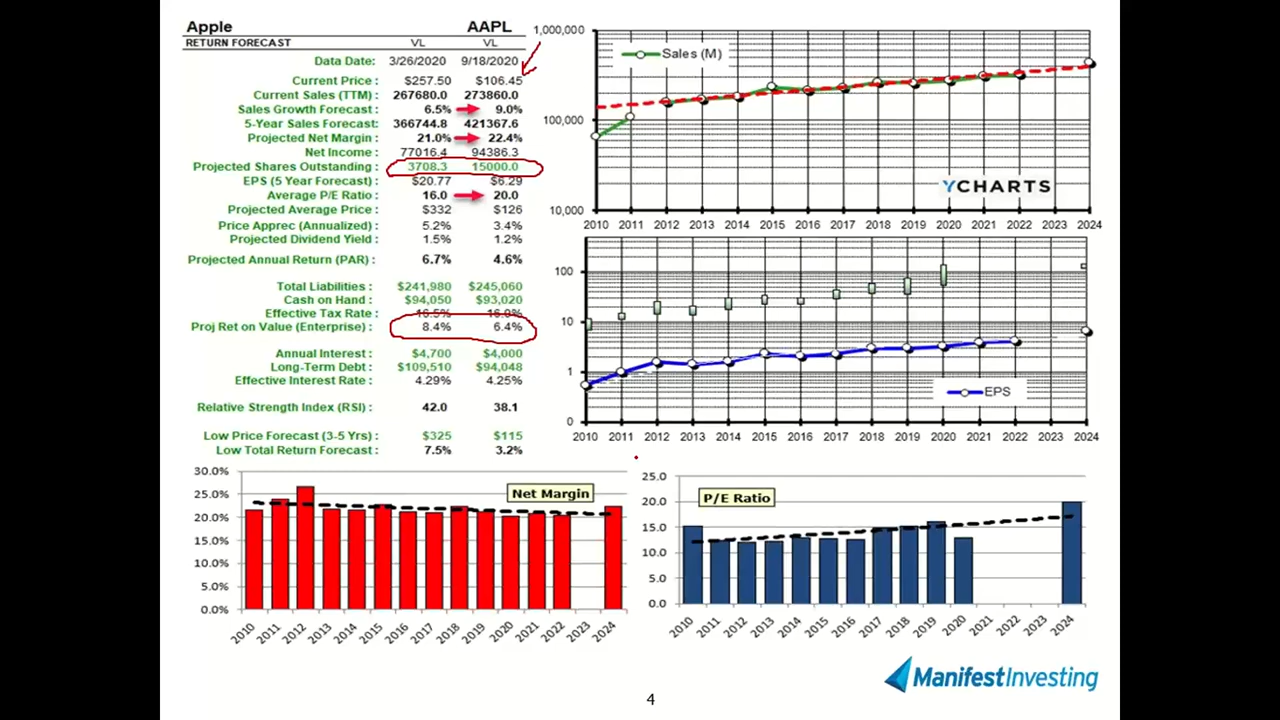 Apple AAPL
RETURN FORECAST VL VL
Data Date: 3/26/2020 9/18/2020
Current Price : $257.50 $106.45
Current Sales (TTM) : 267680.0 273860.0
Sales Growth Forecast : 6.5% 9.0%
5-Year Sales Forecast: 366744.8 421367.6
Projected Net Margin : 21.0% 22.4%
Net Income : 77016.4 94386.3
Projected Shares Outstanding : 3708.3 15000.0
EPS (5 Year Forecast) : $20.77 $6.29
Average P/E Ratio : 16.0 20.0
Projected Average Price : $332 $126
Price Apprec (Annualized) : 5.2% 3.4%
Projected Dividend Yield : 1.5% 1.2%
Projected Annual Return (PAR) : 6.7% 4.6%
Total Liabilities : $241,980 $245,060
Cash on Hand : $94,050 $93,020
Effective Tax Rate : 16.5% 16.0%
Proj Ret on Value (Enterprise) : 8.4% 6.4%
Annual Interest : $4,700 $4,000
Long-Term Debt : $109,510 $94,048
Effective Interest Rate : 4.29% 4.25%
Relative Strength Index (RSI) : 42.0 38.1
Low Price Forecast (3-5 Yrs) : $325 $115
Low Total Return Forecast : 7.5% 3.2%
1,000,000
Sales (M)
100,000
YCHARTS
10,000
2010 2011 2012 2013 2014 2015 2016 2017 2018 2019 2020 2021 2022 2024
100
10
1
EPS
0
2010 2011 2012 2013 2014 2015 2016 2017 2018 2019 2020 2021 2022 2024
30.0%
Net Margin
25.0%
20.0%
15.0%
10.0%
5.0%
0.0%
2010 2011 2012 2013 2014 2015 2016 2017 2018 2019 2020 2021 2022 2023 2024
25.0
P/E Ratio
20.0
15.0
10.0
5.0
0.0
2010 2011 2012 2013 2014 2015 2016 2017 2018 2019 2020 2021 2022 2023 2024
ManifestInvesting
4